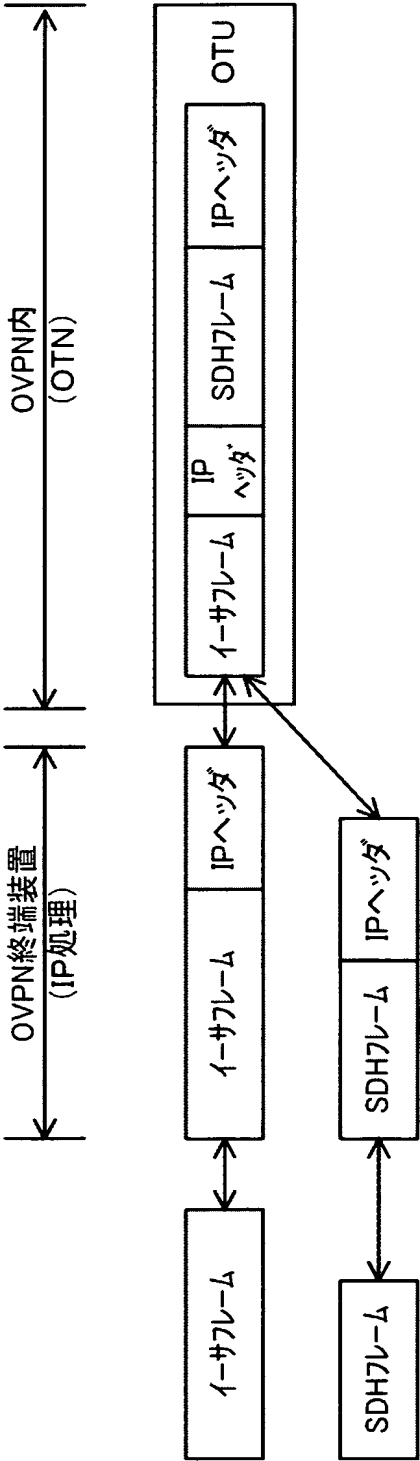 OVPN終端装置
(IP処理)
OVPN内
(OTN)
イーサフレーム
イーサフレーム
IPヘッダ
イーサフレーム
IP
ヘッダ
SDHフレーム
IPヘッダ
OTU
SDHフレーム
SDHフレーム
IPヘッダ